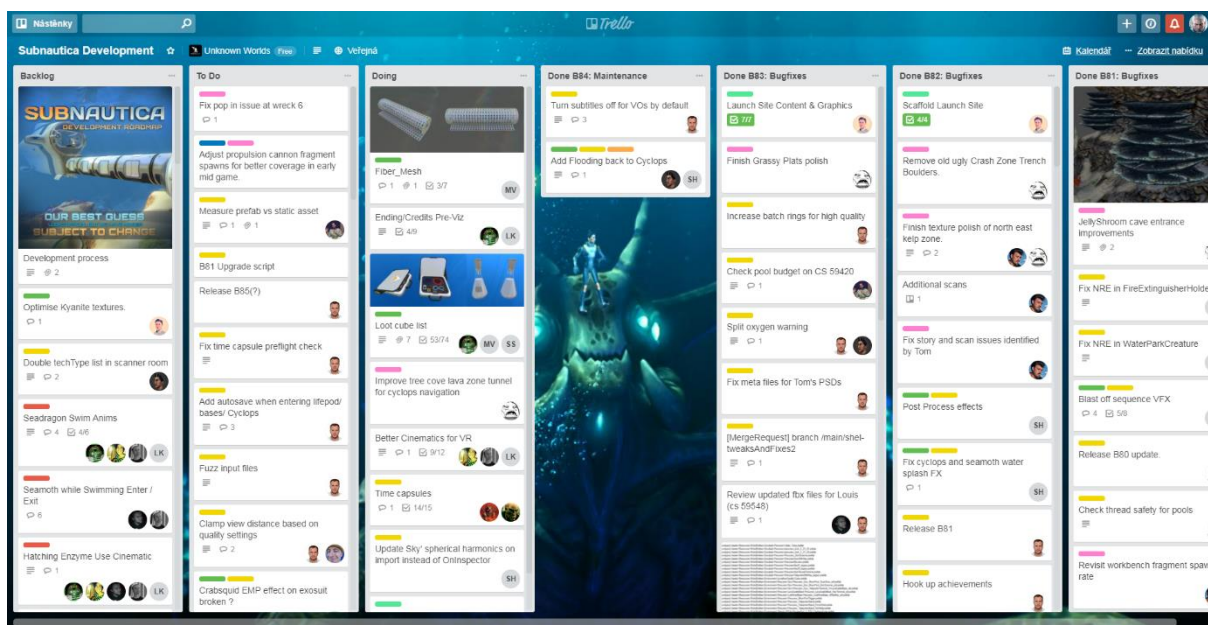 Nástěnky
Trello
Subnautica Development
Unknown Worlds Free
Veřejná
Kalendář
Zobrazit nabídku
Backlog
SUBNAUTICA
DEVELOPMENT ROADMAP
OUR BEST GUESS
SUBJECT TO CHANGE
Development process
2
Optimise Kyanite textures.
1
Double techType list in scanner room
2
Seadragon Swim Anims
4 4/6
LK
Seamoth while Swimming Enter /
Exit
6
Hatching Enzyme Use Cinematic
1
LK
To Do
Fix pop in issue at wreck 6
1
Adjust propulsion cannon fragment
spawns for better coverage in early
mid game.
Measure prefab vs static asset
1 1
B81 Upgrade script
Release B85(?)
Fix time capsule preflight check
Add autosave when entering lifepod/
bases/ Cyclops
3
Fuzz input files
Clamp view distance based on
quality settings
2
Crabsquid EMP effect on exosuit
broken ?
Doing
Fiber_Mesh
1 1 3/7
MV
Ending/Credits Pre-Viz
4/9
LK
Loot cube list
7 53/74
MV SS
Improve tree cove lava zone tunnel
for cyclops navigation
Better Cinematics for VR
1 9/12
LK
Time capsules
1 14/15
Update Sky' spherical harmonics on
import instead of OnInspector
SH
Done B84: Maintenance
Turn subtitles off for VOs by default
3
Add Flooding back to Cyclops
1
SH
Done B83: Bugfixes
Launch Site Content & Graphics
7/7
Finish Grassy Plats polish
Increase batch rings for high quality
Check pool budget on CS 59420
1
Split oxygen warning
1
Fix meta files for Tom's PSDs
[MergeRequest] branch /main/shel-
tweaksAndFixes2
1
Review updated fbx files for Louis
(cs 59548)
1
Done B82: Bugfixes
Scaffold Launch Site
4/4
Remove old ugly Crash Zone Trench
Boulders.
Finish texture polish of north east
kelp zone.
2
Additional scans
1
Fix story and scan issues identified
by Tom
Post Process effects
SH
Fix cyclops and seamoth water
splash FX
1
SH
Release B81
Hook up achievements
Done B81: Bugfixes
JellyShroom cave entrance
improvements
2
Fix NRE in FireExtinguisherHolde
Fix NRE in WaterParkCreature
Blast off sequence VFX
4 5/8
Release B80 update.
Check thread safety for pools
Revisit workbench fragment spaw
rate